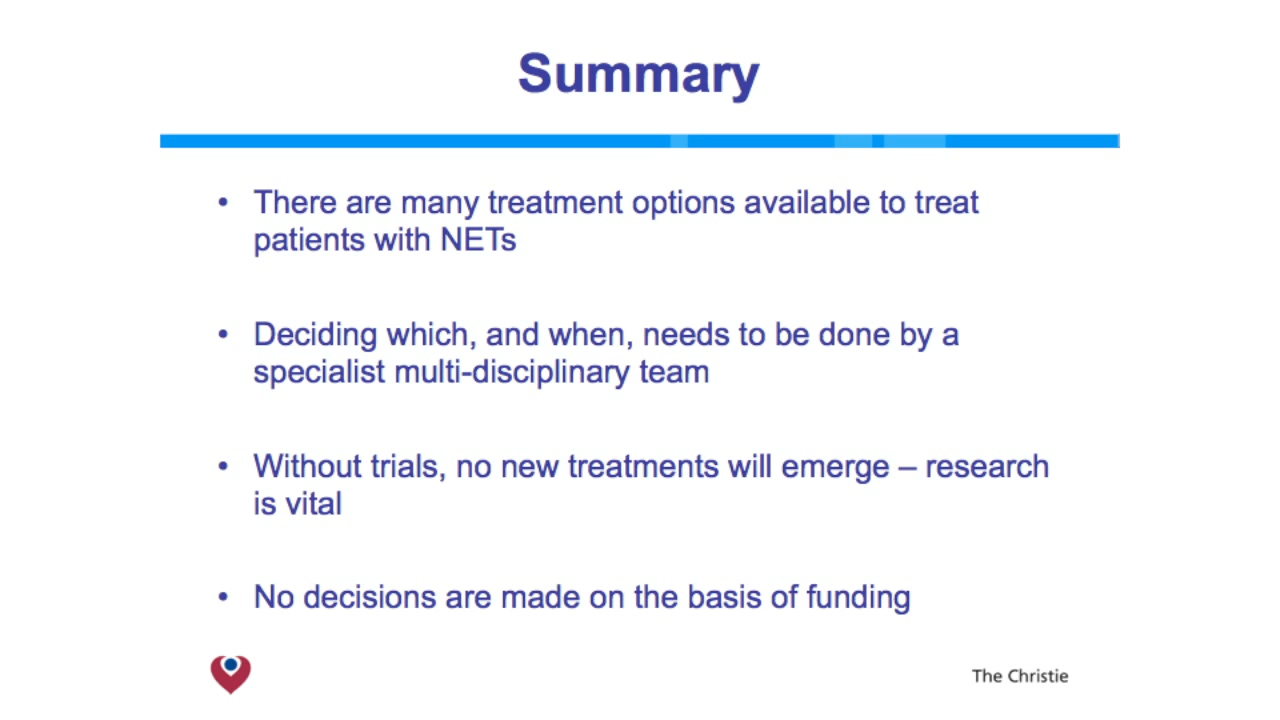 Summary
• There are many treatment options available to treat
patients with NETs
• Deciding which, and when, needs to be done by a
specialist multi-disciplinary team
• Without trials, no new treatments will emerge – research
is vital
• No decisions are made on the basis of funding
The Christie